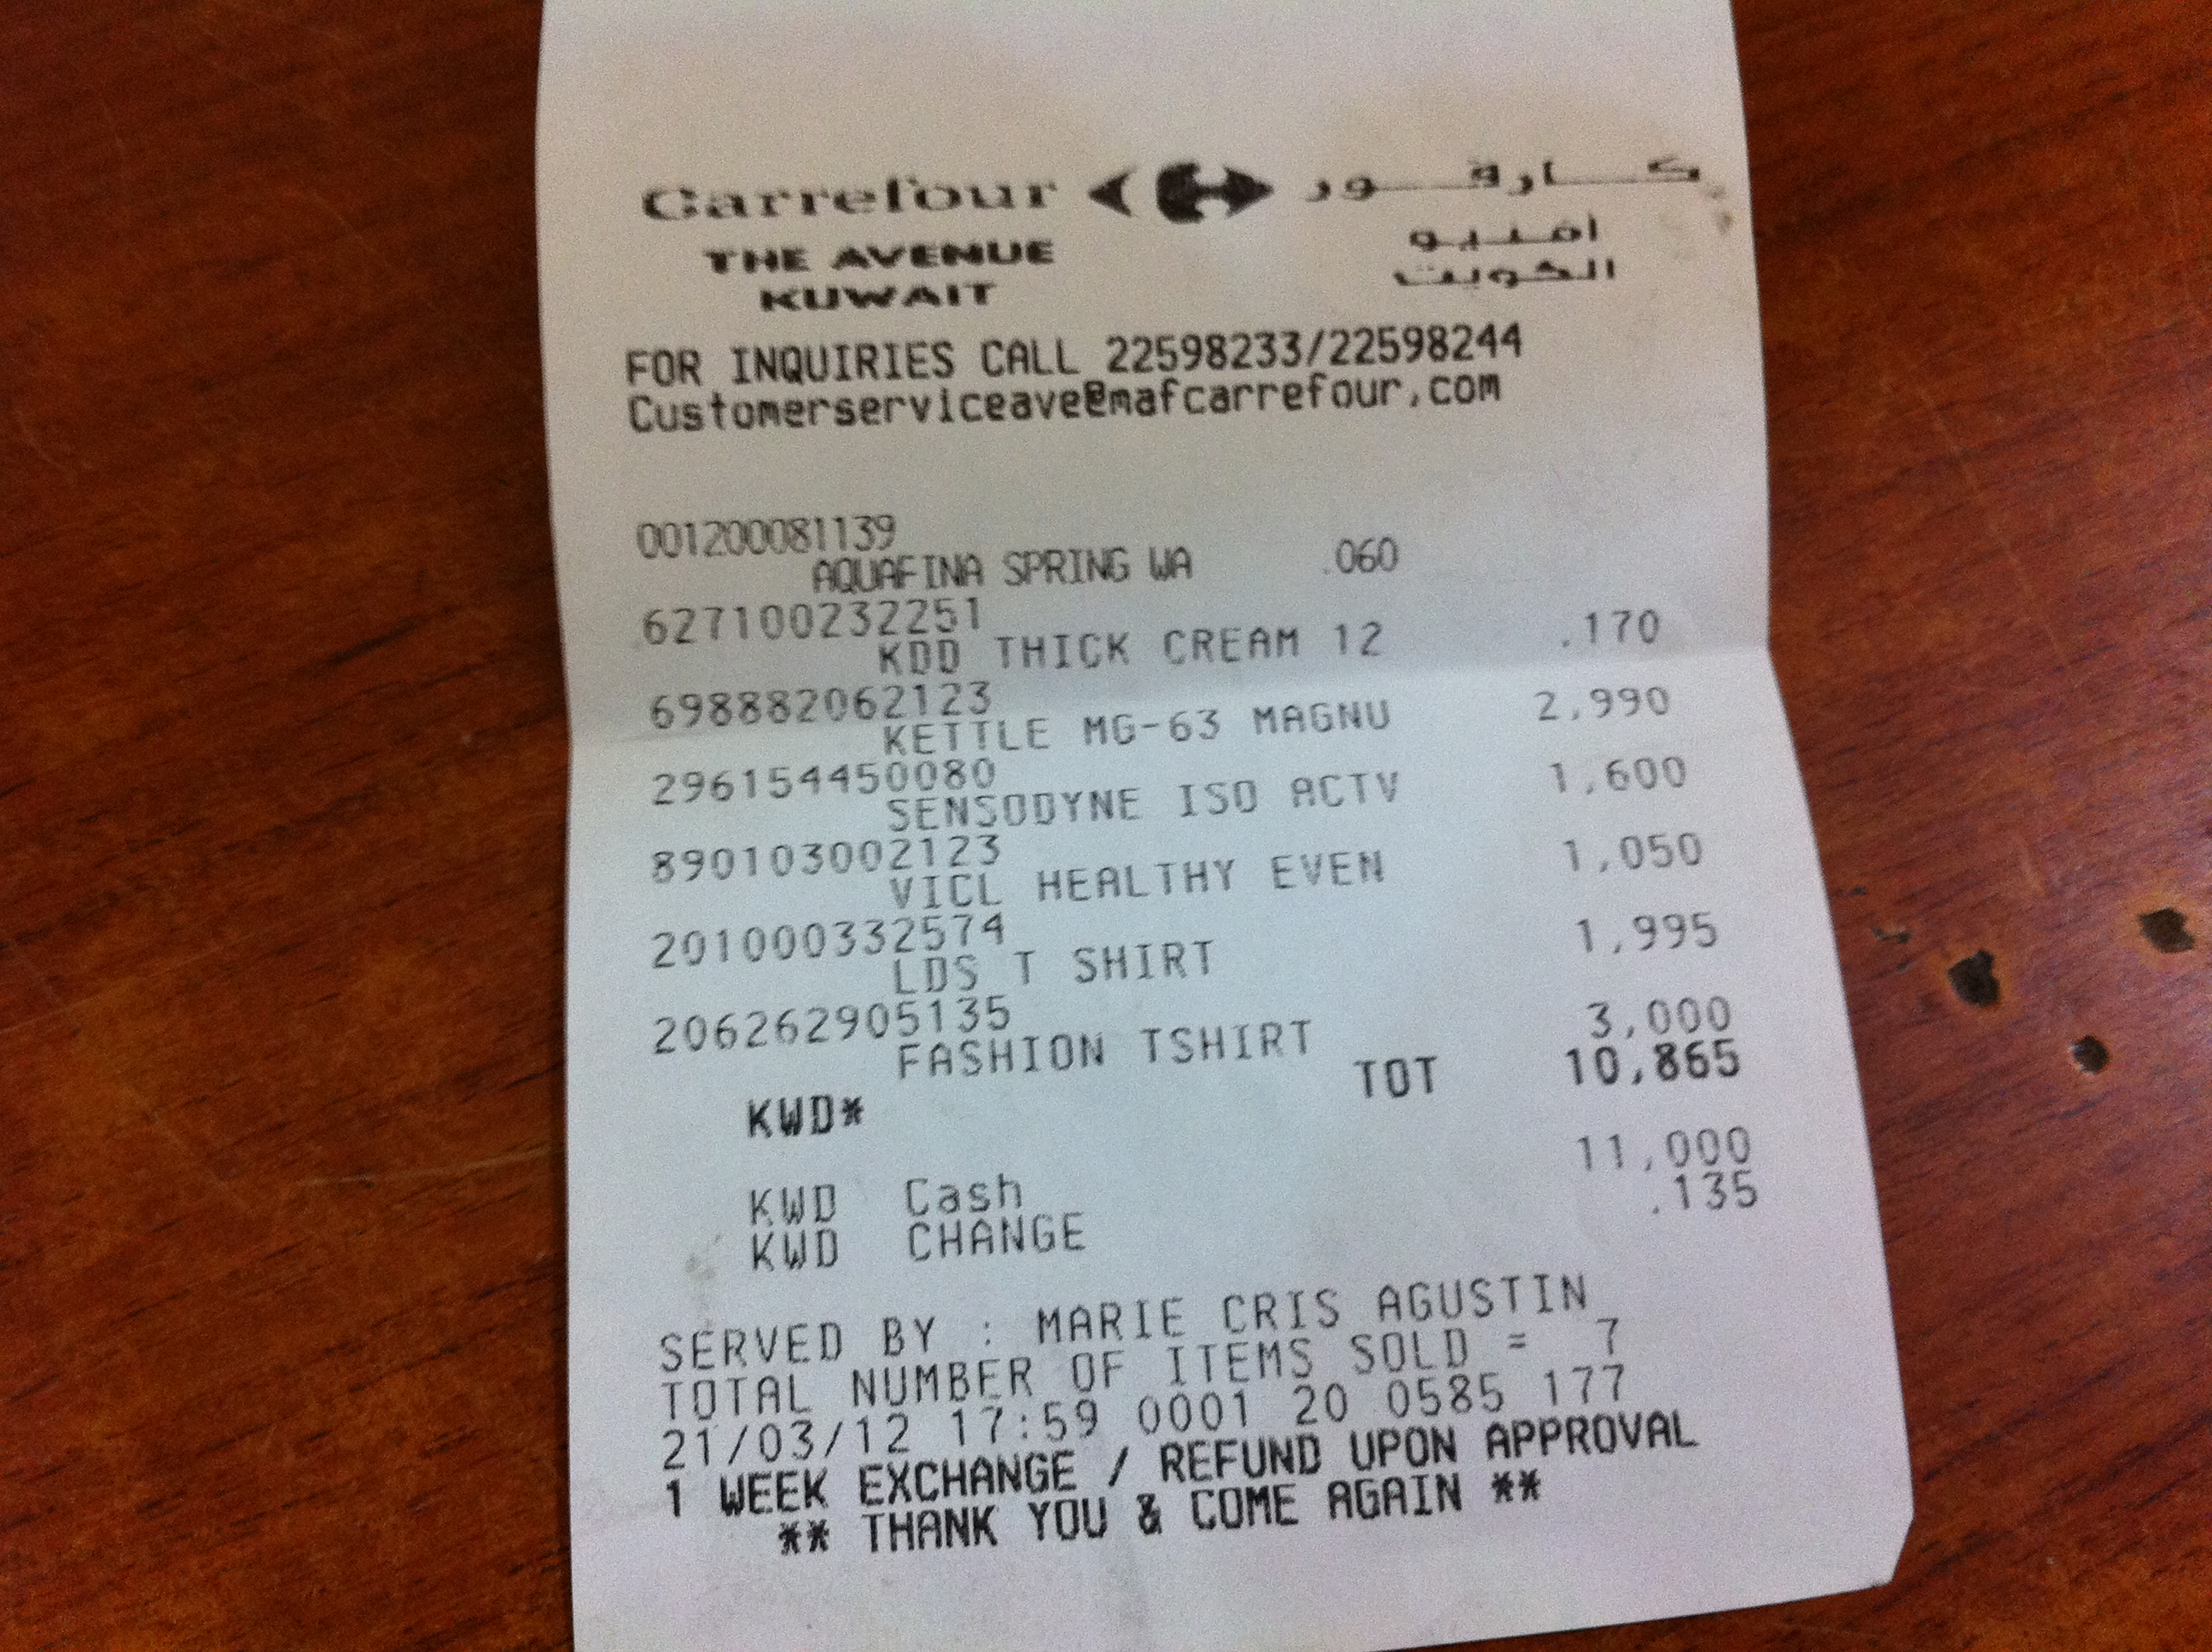 Carrefour كارفور
THE AVENUE افنيو
KUWAIT الكويت
FOR INQUIRIES CALL 22598233/22598244
Customerserviceave@mafcarrefour.com
001200081139
AQUAFINA SPRING WA .060
627100232251
KDD THICK CREAM 12 .170
698882062123
KETTLE MG-63 MAGNU 2,990
296154450080
SENSODYNE ISO ACTV 1,600
890103002123
VICL HEALTHY EVEN 1,050
201000332574
LDS T SHIRT 1,995
206262905135
FASHION TSHIRT 3,000
KWD* TOT 10,865
KWD Cash 11,000
KWD CHANGE .135
SERVED BY : MARIE CRIS AGUSTIN
TOTAL NUMBER OF ITEMS SOLD = 7
21/03/12 17:59 0001 20 0585 177
1 WEEK EXCHANGE / REFUND UPON APPROVAL
** THANK YOU & COME AGAIN **